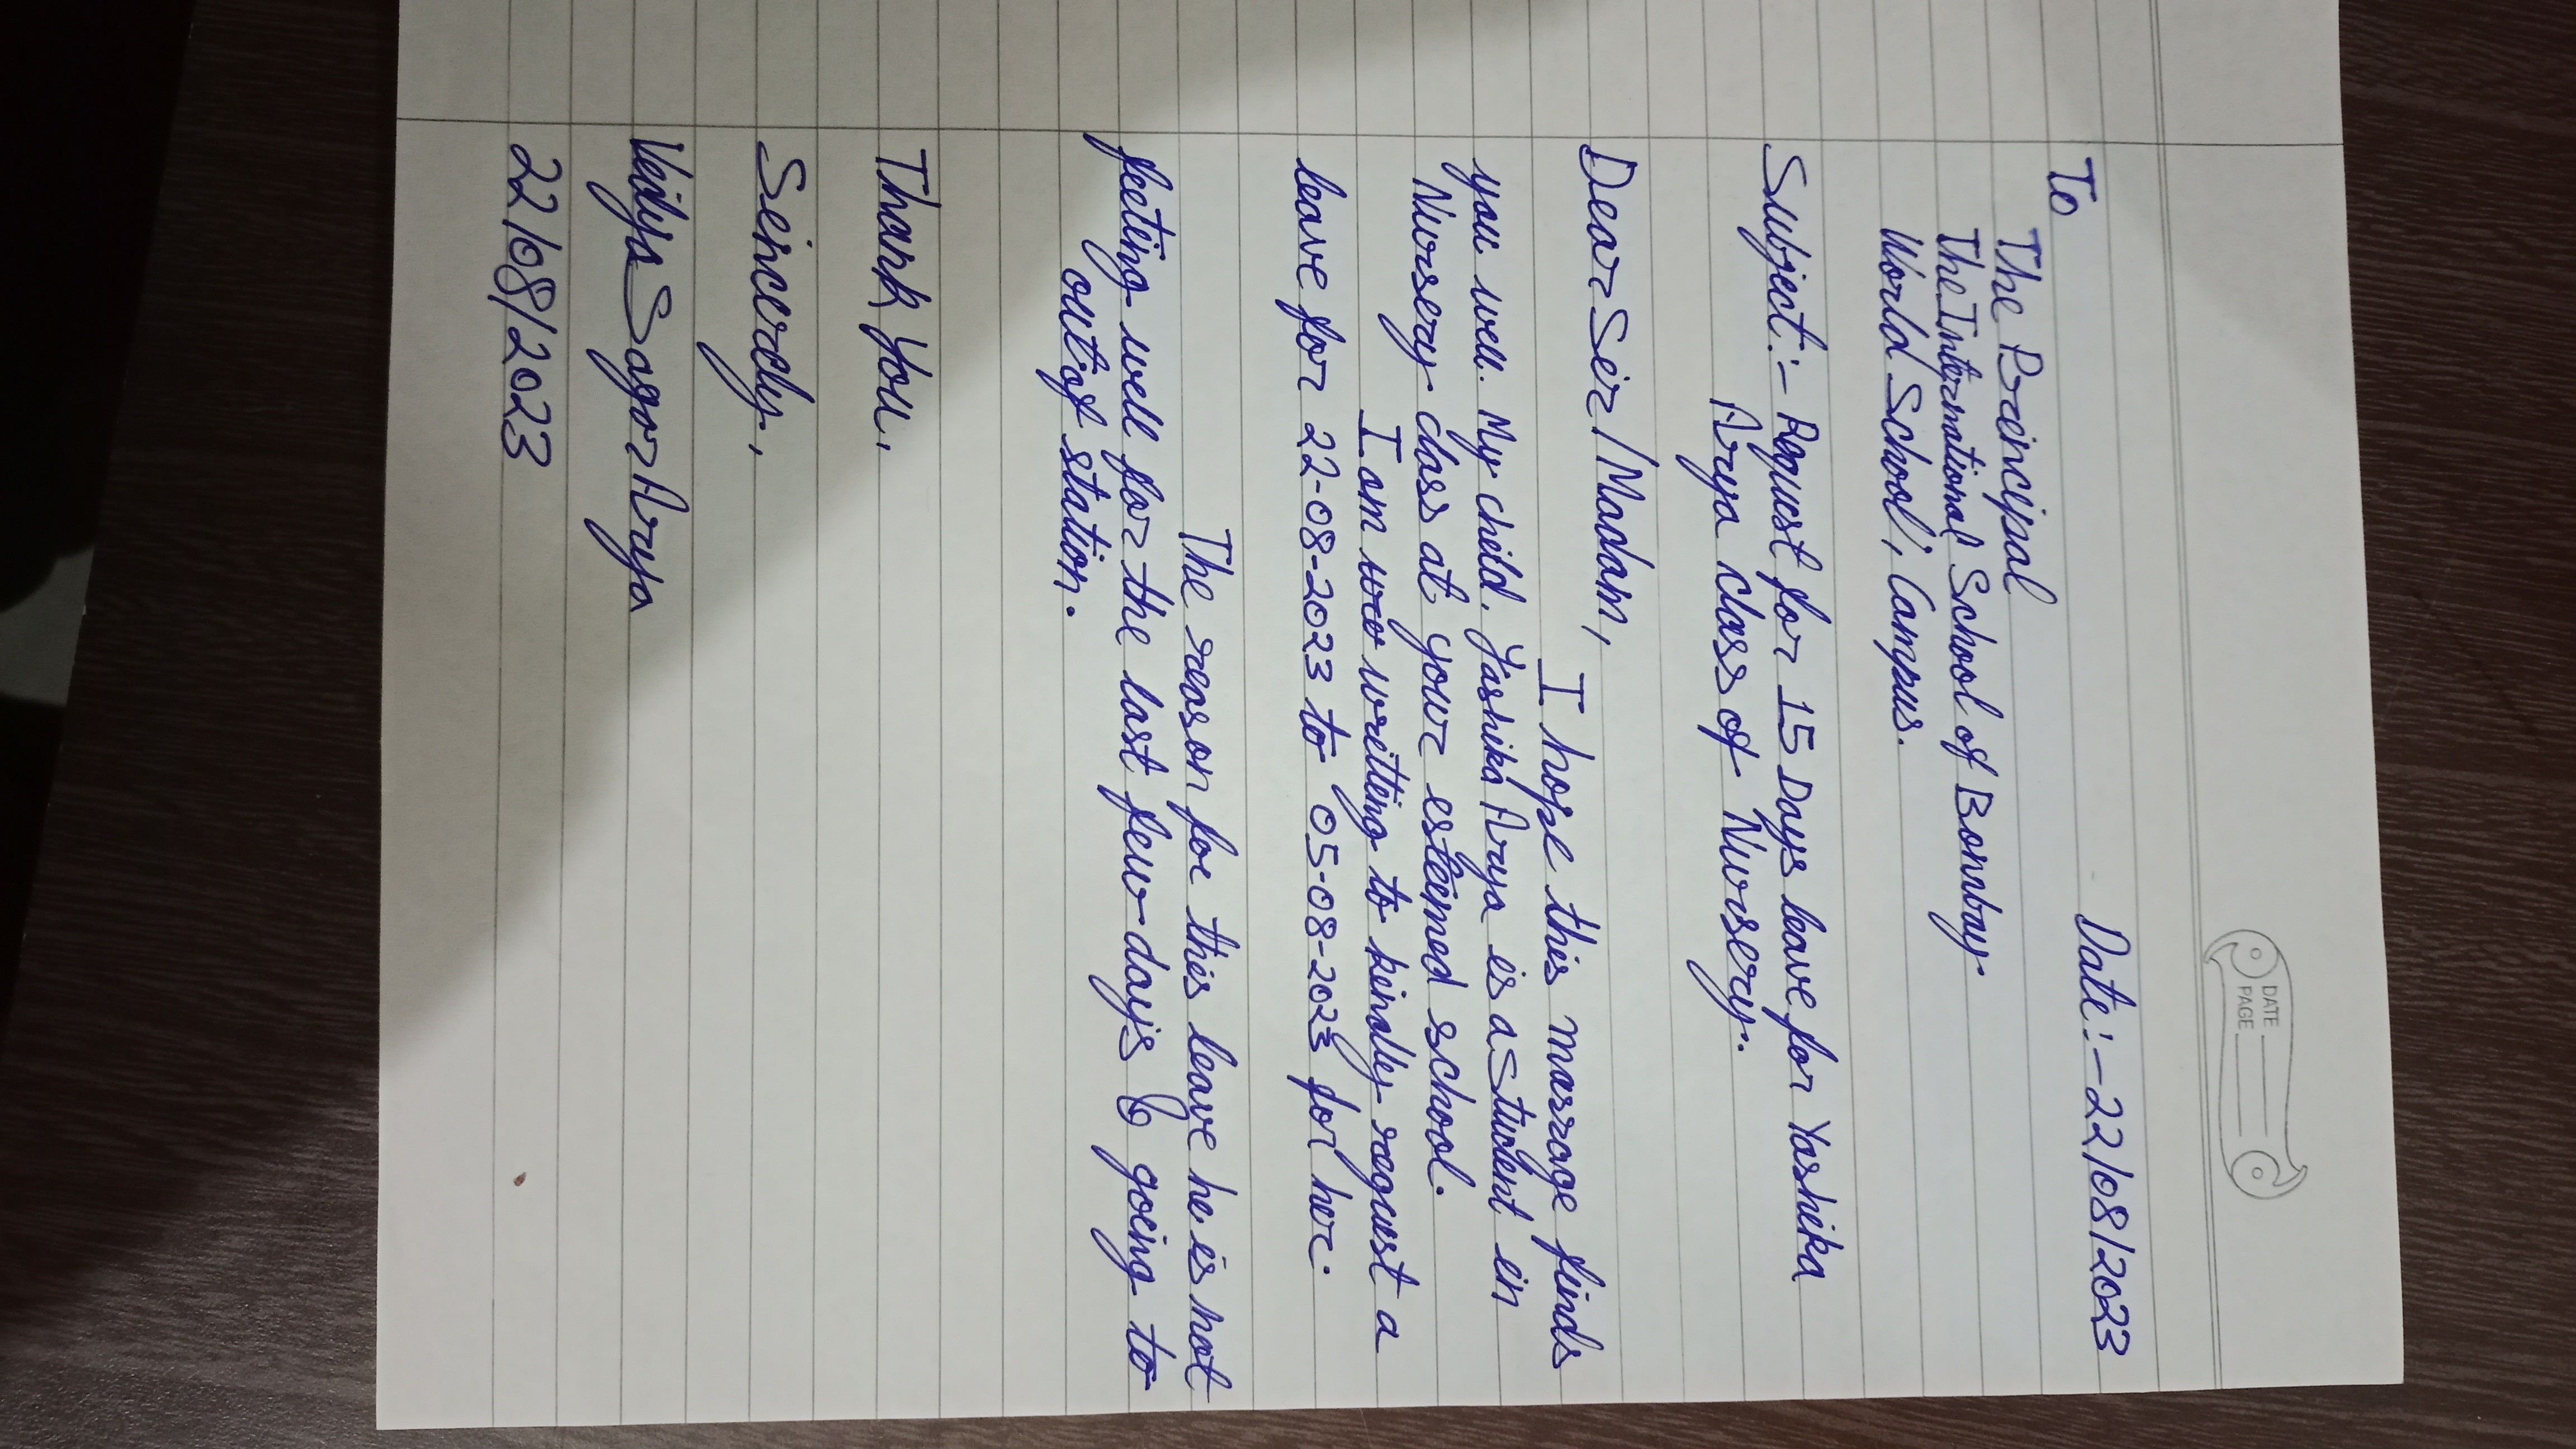 DATE
PAGE
Date:- 22/08/2023
To
The Principal
The International School of Bombay
World School, Campus.
Subject:- Request for 15 Days leave for Yashika
Arya class of Nursery.
Dear Sir/Madam,
I hope this massage finds
you well. My child. Yashika Arya is a student in
Nursery class at your esteemed school.
I am writting to kindly request a
leave for 22-08-2023 to 05-08-2023 for her.
The reason for this leave he is not
feeting well for the last few-days & going to
out of station.
Thank You.
Sincerely,
Sagor Arya
22/08/2023